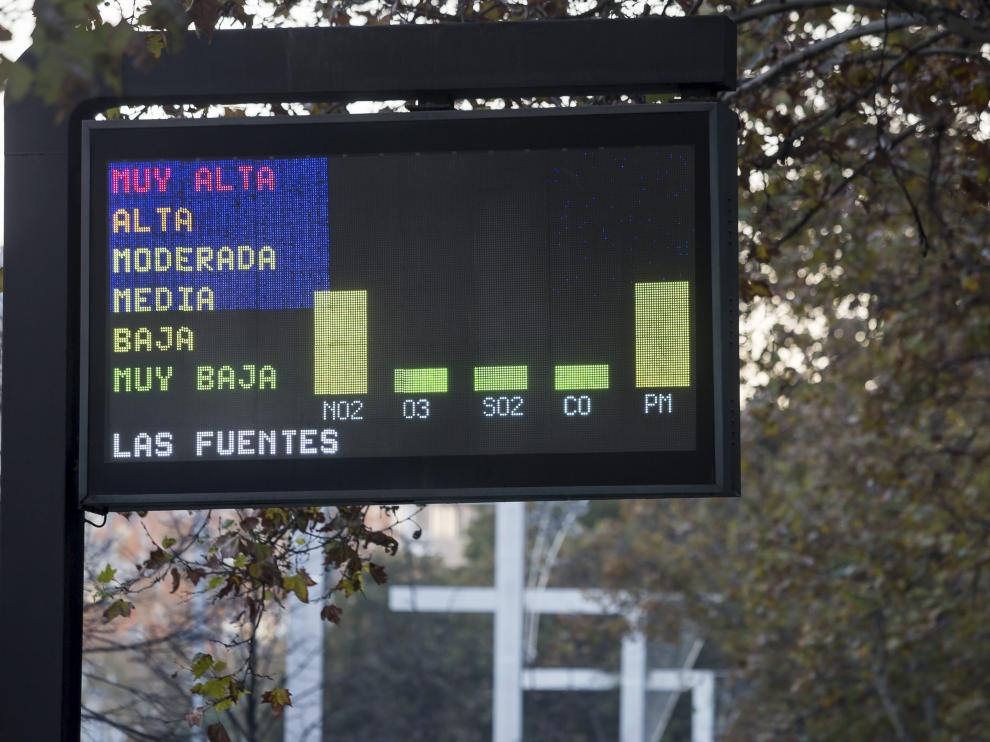 MUY ALTA
ALTA
MODERADA
MEDIA
BAJA
MUY BAJA
NO2 O3 SO2 CO PM
LAS FUENTES